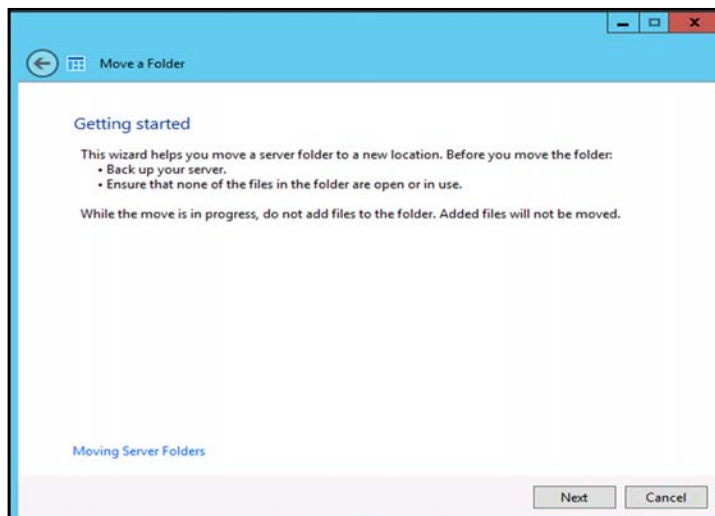 Move a Folder
Getting started
This wizard helps you move a server folder to a new location. Before you move the folder:
• Back up your server.
• Ensure that none of the files in the folder are open or in use.
While the move is in progress, do not add files to the folder. Added files will not be moved.
Moving Server Folders
Next Cancel